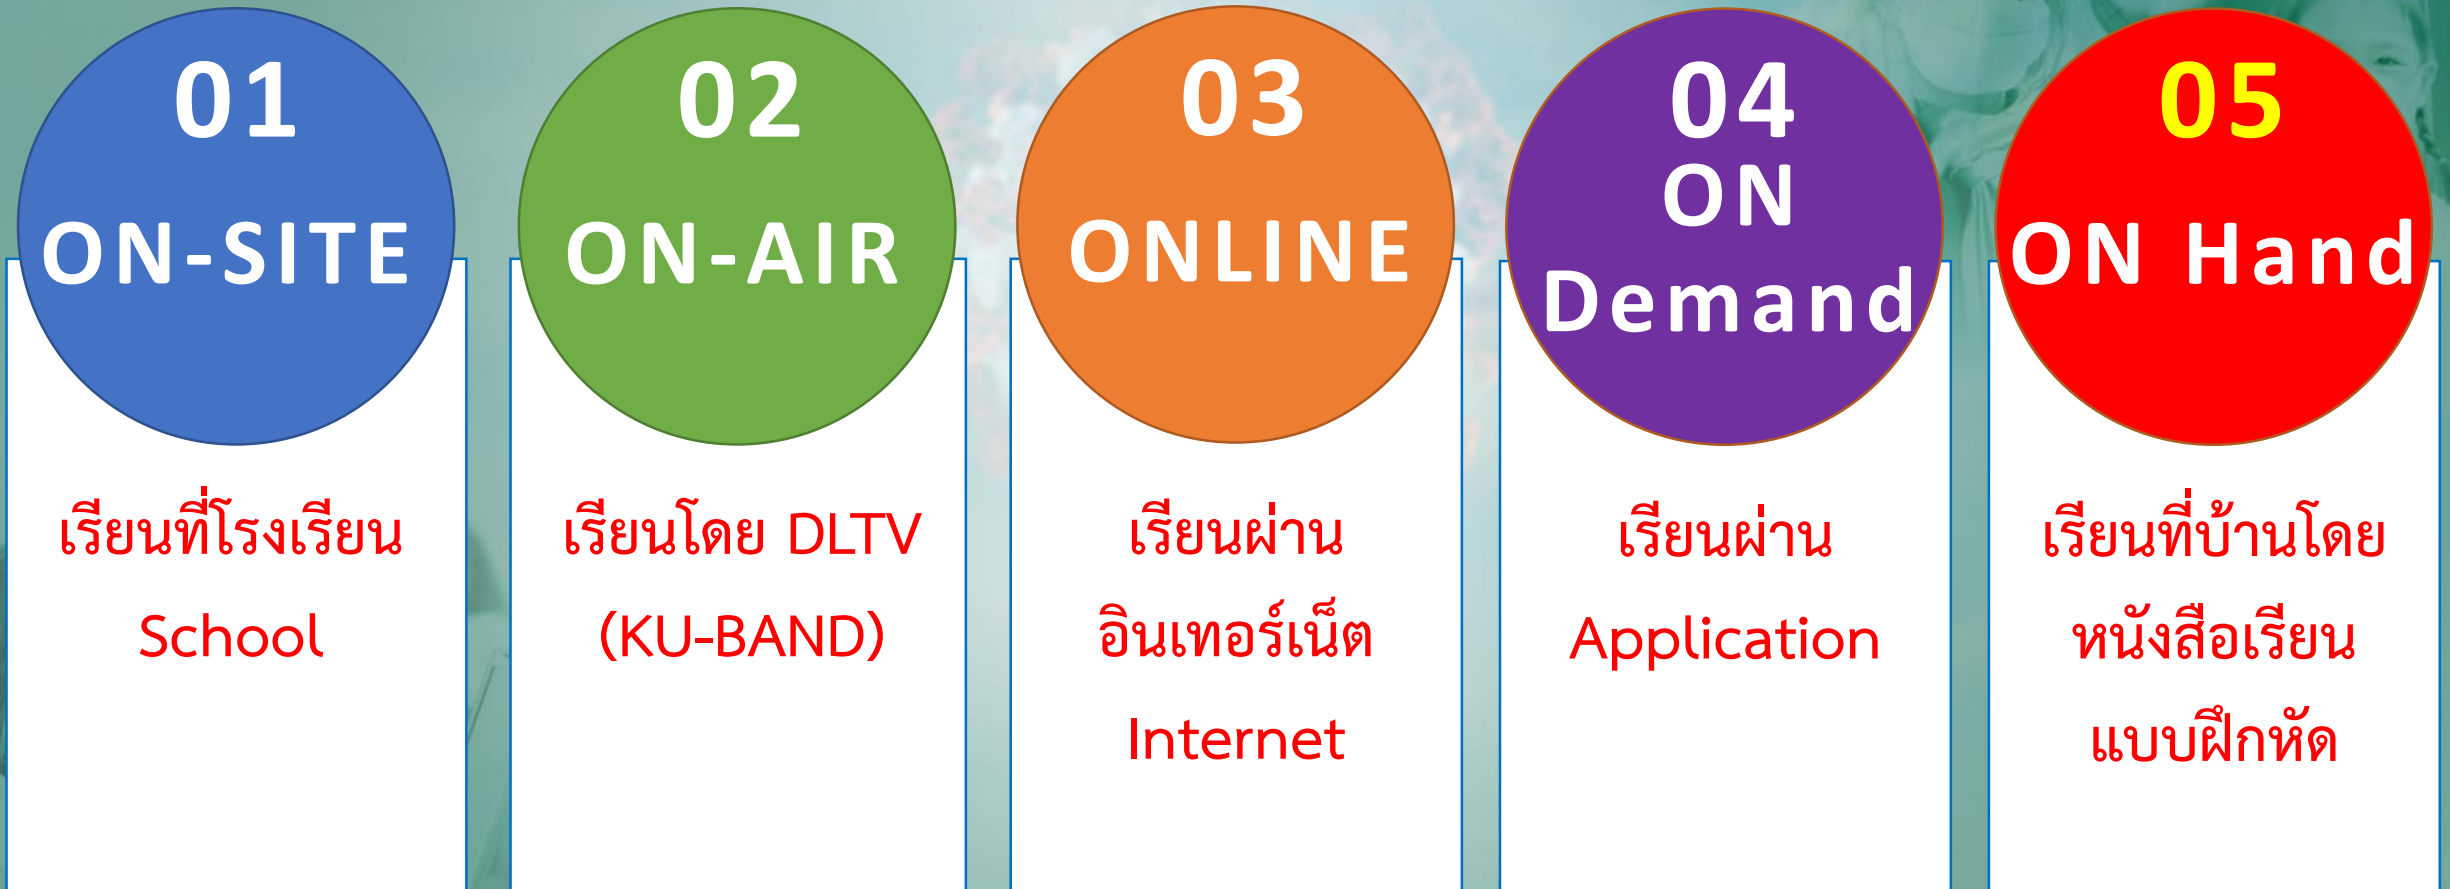 01
ON-SITE
เรียนที่โรงเรียน
School
02
ON-AIR
เรียนโดย DLTV
(KU-BAND)
03
ONLINE
เรียนผ่าน
อินเทอร์เน็ต
Internet
04
ON
Demand
เรียนผ่าน
Application
05
ON Hand
เรียนที่บ้านโดย
หนังสือเรียน
แบบฝึกหัด